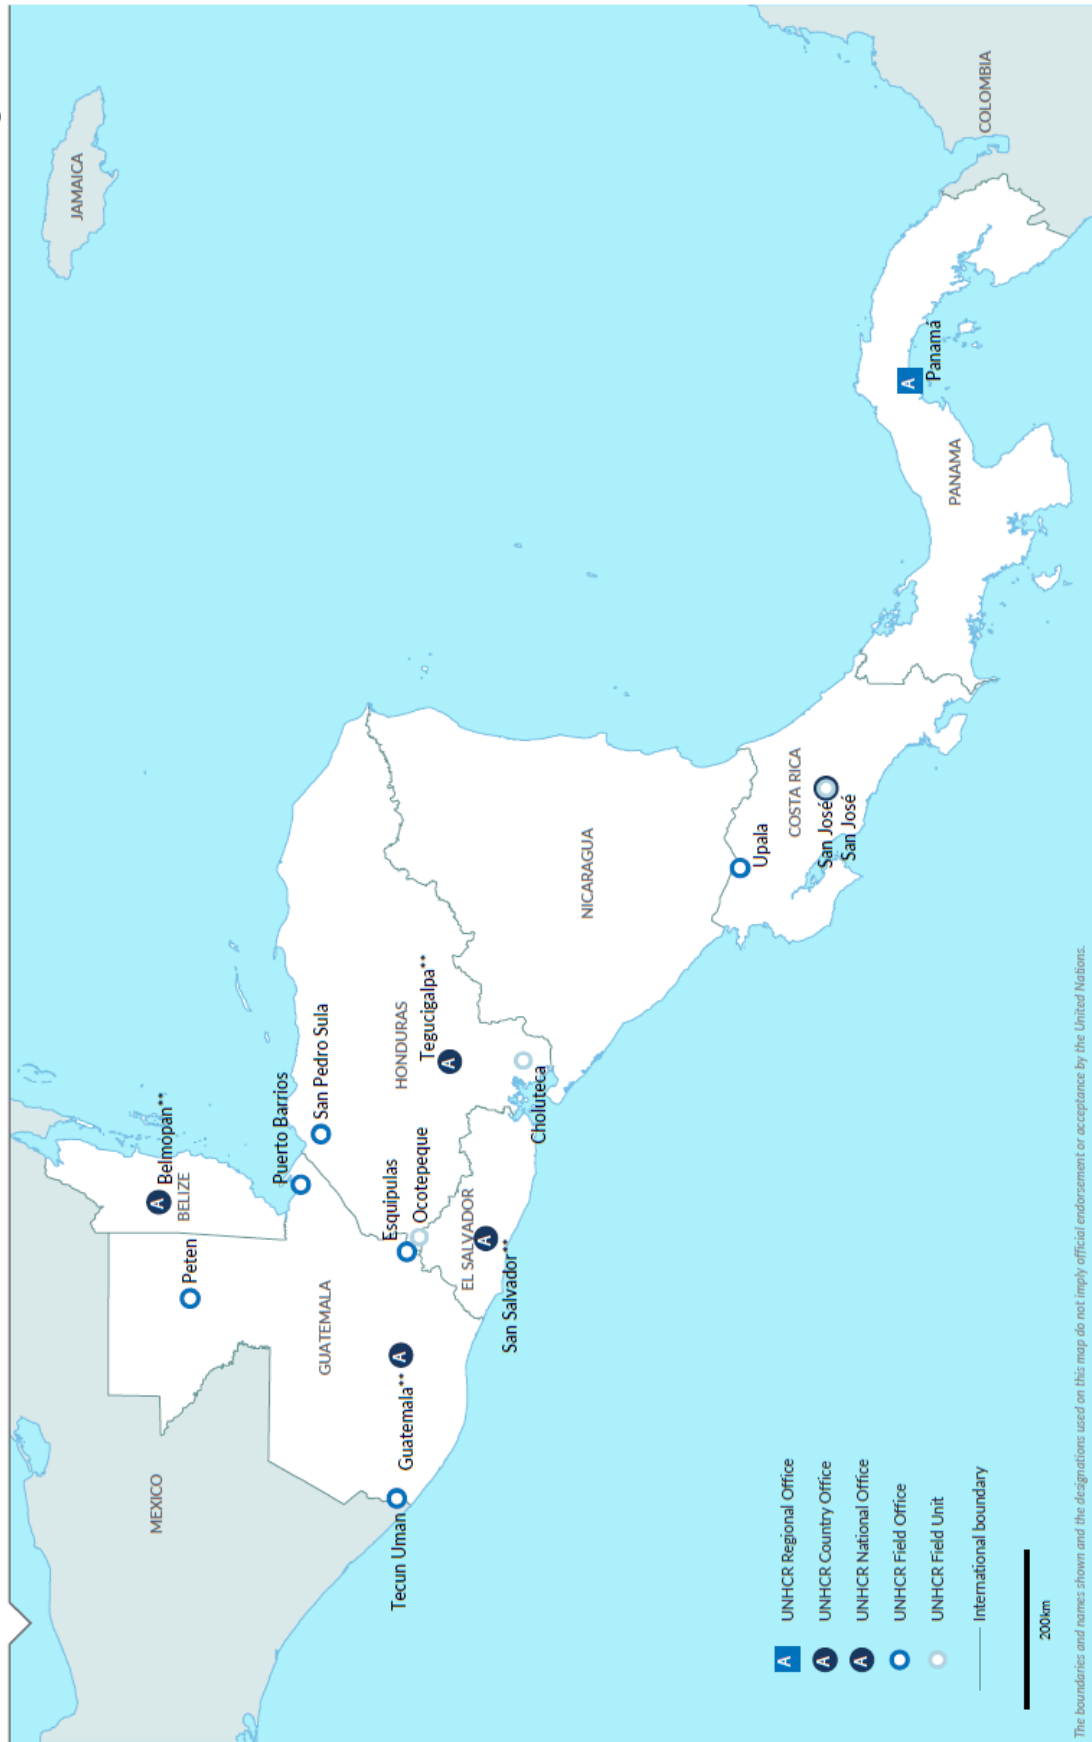 JAMAICA
MEXICO
Belmopan**
BELIZE
Peten
Puerto Barrios
San Pedro Sula
GUATEMALA
HONDURAS
Tegucigalpa**
Esquipulas
Ocotepeque
Tecun Uman
Guatemala**
EL SALVADOR
San Salvador**
Choluteca
NICARAGUA
Upala
COSTA RICA
San José
San José
PANAMA
Panamá
COLOMBIA
A UNHCR Regional Office
A UNHCR Country Office
A UNHCR National Office
UNHCR Field Office
UNHCR Field Unit
International boundary
200km
The boundaries and names shown and the designations used on this map do not imply official endorsement or acceptance by the United Nations.